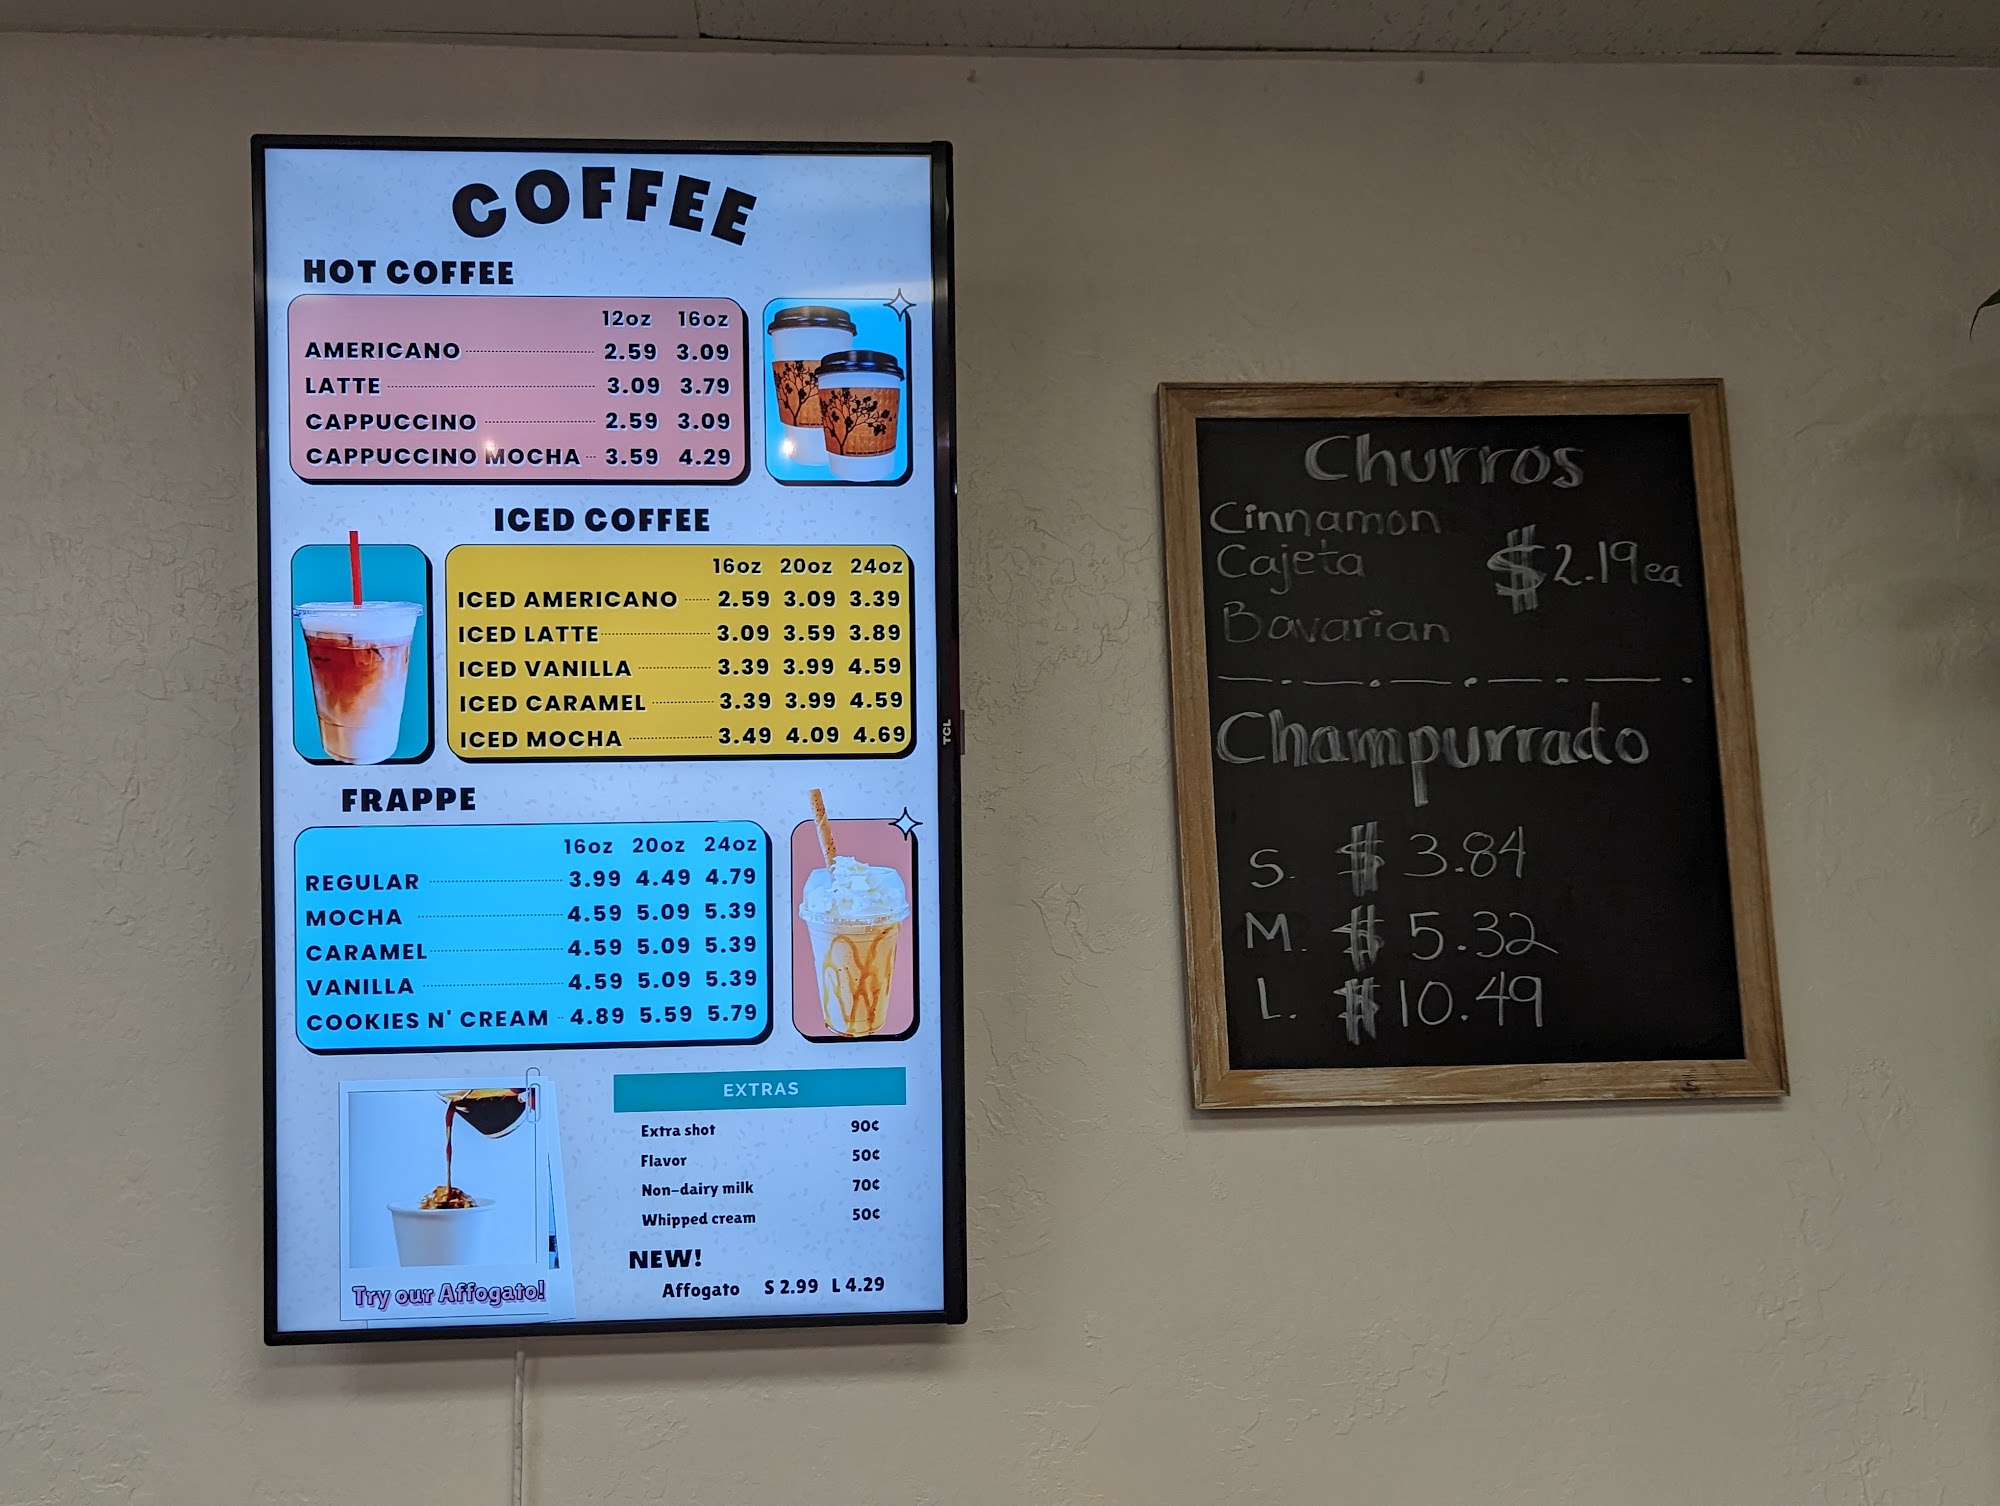 COFFEE
HOT COFFEE
12oz 16oz
AMERICANO 2.59 3.09
LATTE 3.09 3.79
CAPPUCCINO 2.59 3.09
CAPPUCCINO MOCHA 3.59 4.29
ICED COFFEE
16oz 20oz 24oz
ICED AMERICANO 2.59 3.09 3.39
ICED LATTE 3.09 3.59 3.89
ICED VANILLA 3.39 3.99 4.59
ICED CARAMEL 3.39 3.99 4.59
ICED MOCHA 3.49 4.09 4.69
FRAPPE
16oz 20oz 24oz
REGULAR 3.99 4.49 4.79
MOCHA 4.59 5.09 5.39
CARAMEL 4.59 5.09 5.39
VANILLA 4.59 5.09 5.39
COOKIES N' CREAM 4.89 5.59 5.79
EXTRAS
Extra shot 90¢
Flavor 50¢
Non-dairy milk 70¢
Whipped cream 50¢
NEW!
Affogato S 2.99 L 4.29
Try our Affogato!
TCL
Churros
Cinnamon
Cajeta $2.19ea
Bavarian
Champurrado
S. $3.84
M. $5.32
L. $10.49